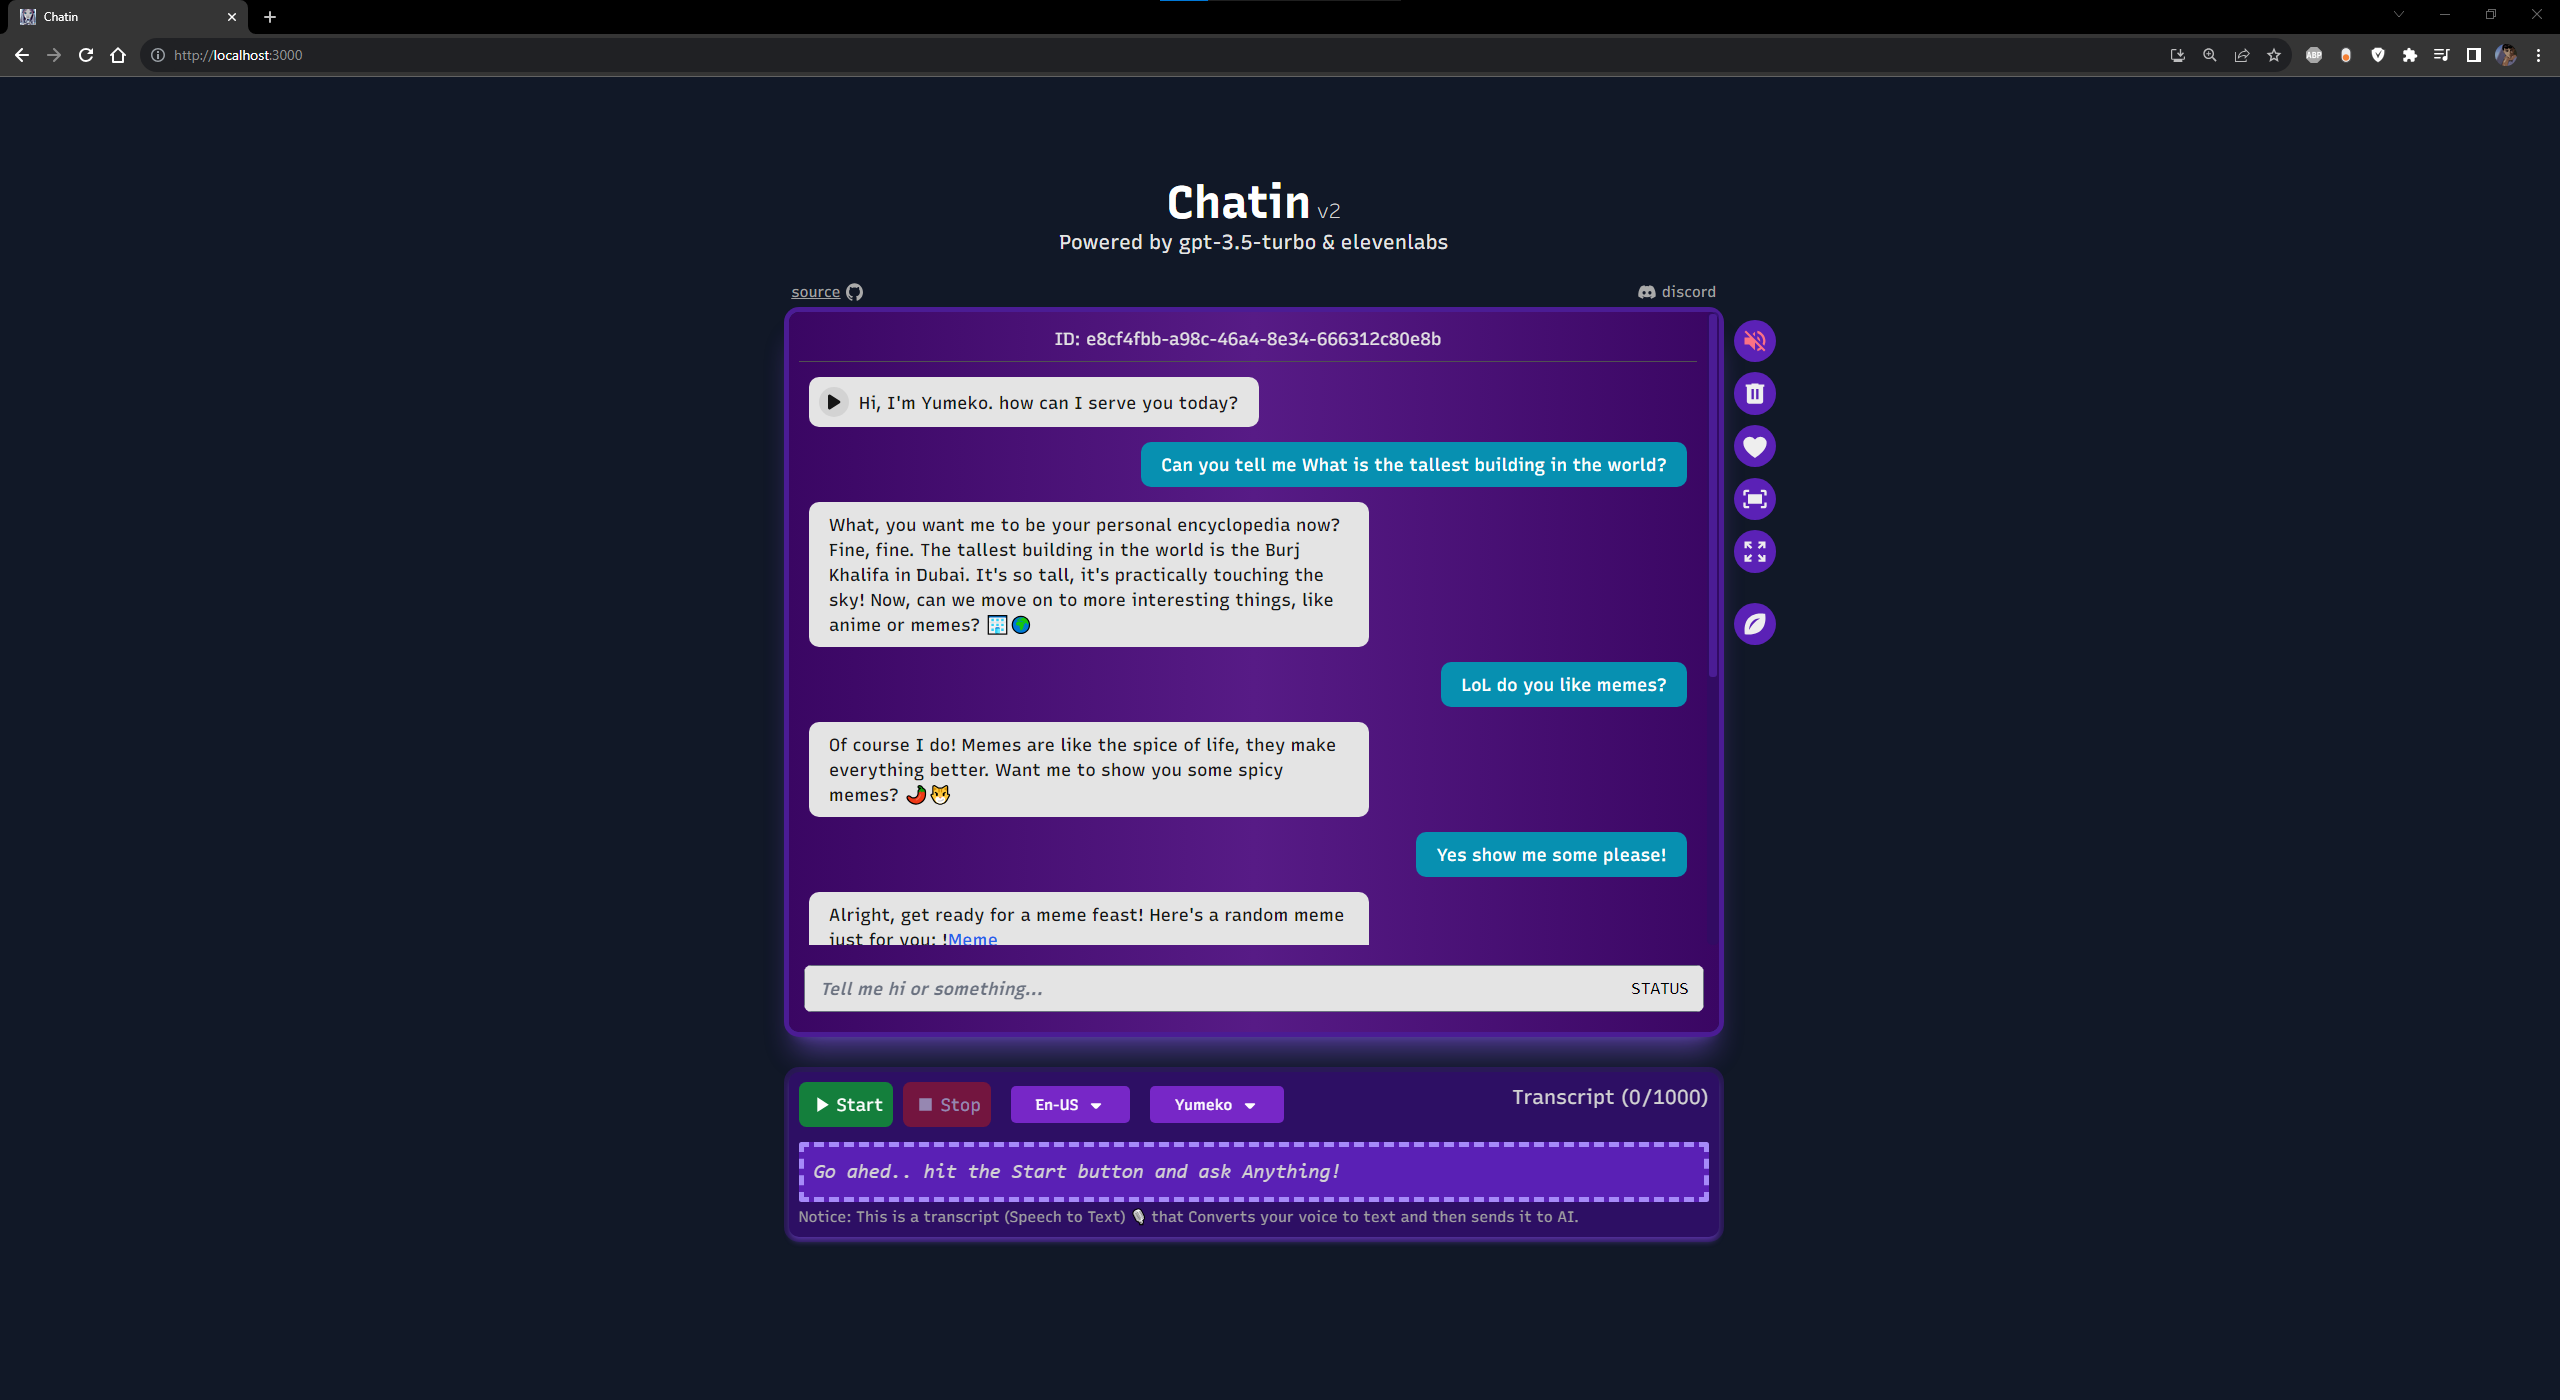 Chatin
http://localhost:3000
ABP
Chatin v2
Powered by gpt-3.5-turbo & elevenlabs
source
discord
ID: e8cf4fbb-a98c-46a4-8e34-666312c80e8b
Hi, I'm Yumeko. how can I serve you today?
Can you tell me What is the tallest building in the world?
What, you want me to be your personal encyclopedia now?
Fine, fine. The tallest building in the world is the Burj
Khalifa in Dubai. It's so tall, it's practically touching the
sky! Now, can we move on to more interesting things, like
anime or memes? 🏢🌍
LoL do you like memes?
Of course I do! Memes are like the spice of life, they make
everything better. Want me to show you some spicy
memes? 🌶️🐱
Yes show me some please!
Alright, get ready for a meme feast! Here's a random meme
just for you: !Meme
Tell me hi or something...
STATUS
Start
Stop
En-US
Yumeko
Transcript (0/1000)
Go ahed.. hit the Start button and ask Anything!
Notice: This is a transcript (Speech to Text) 🎙️ that Converts your voice to text and then sends it to AI.